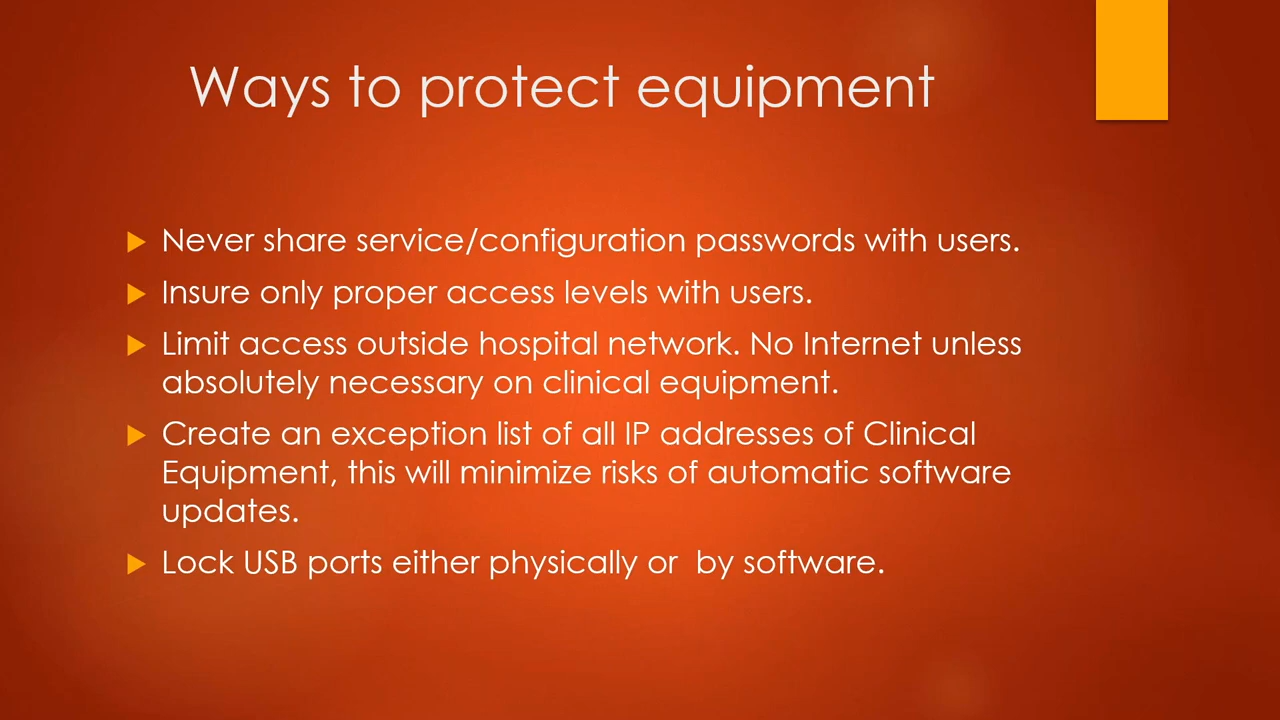 Ways to protect equipment
Never share service/configuration passwords with users.
Insure only proper access levels with users.
Limit access outside hospital network. No Internet unless
absolutely necessary on clinical equipment.
Create an exception list of all IP addresses of Clinical
Equipment, this will minimize risks of automatic software
updates.
Lock USB ports either physically or  by software.